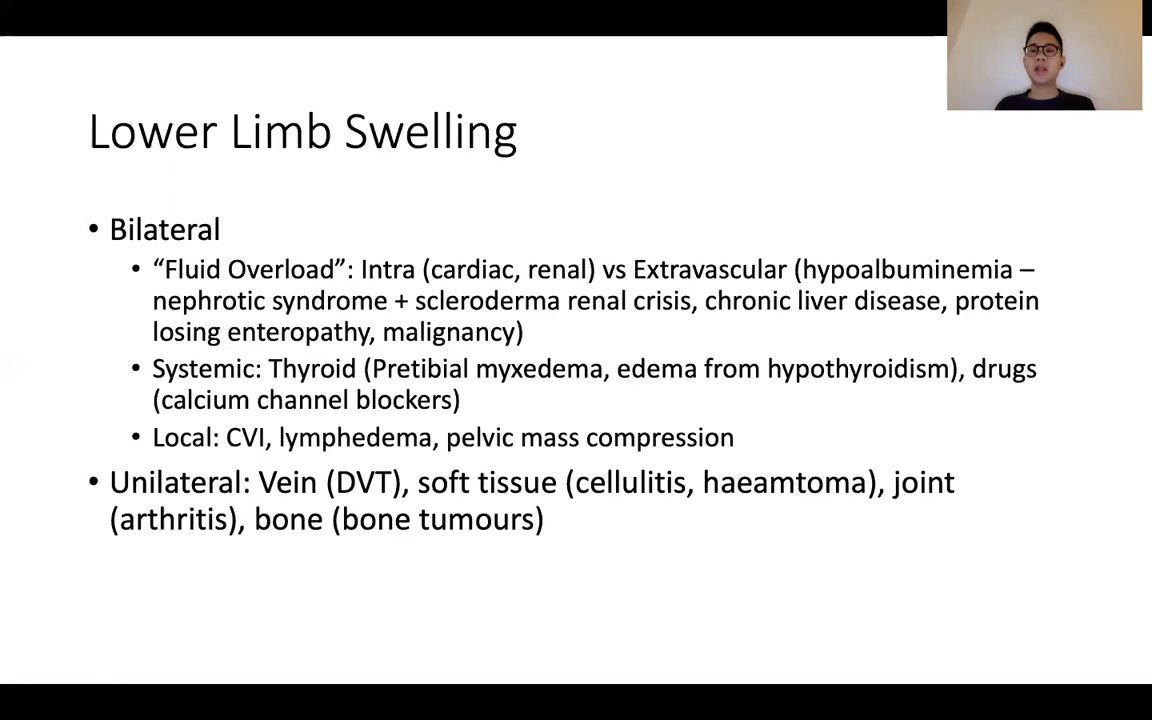 Lower Limb Swelling
• Bilateral
• “Fluid Overload”: Intra (cardiac, renal) vs Extravascular (hypoalbuminemia –
nephrotic syndrome + scleroderma renal crisis, chronic liver disease, protein
losing enteropathy, malignancy)
• Systemic: Thyroid (Pretibial myxedema, edema from hypothyroidism), drugs
(calcium channel blockers)
• Local: CVI, lymphedema, pelvic mass compression
• Unilateral: Vein (DVT), soft tissue (cellulitis, haeamtoma), joint
(arthritis), bone (bone tumours)